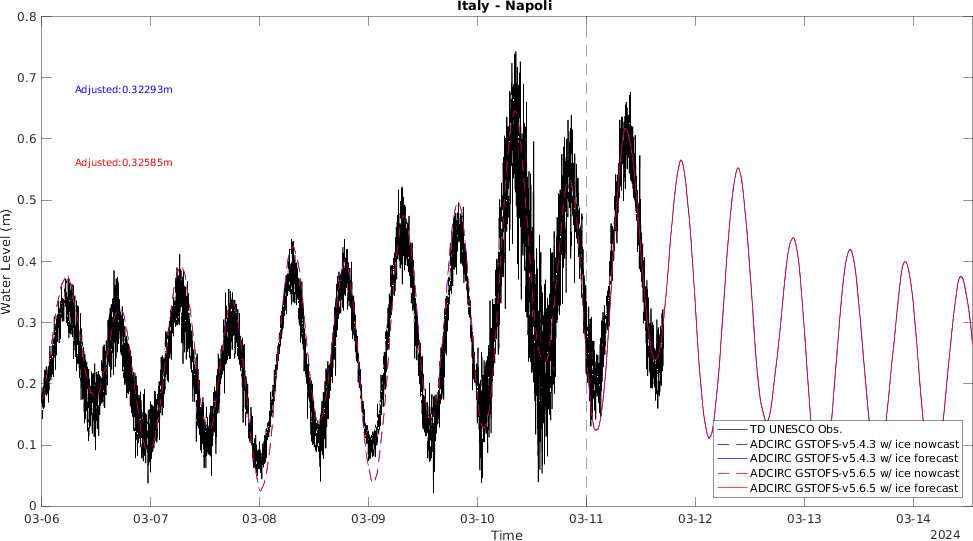 Italy - Napoli
0.8
0.7
0.6
0.5
0.4
0.3
0.2
0.1
0
Water Level (m)
Adjusted:0.32293m
Adjusted:0.32585m
TD UNESCO Obs.
ADCIRC GSTOFS-v5.4.3 w/ ice nowcast
ADCIRC GSTOFS-v5.4.3 w/ ice forecast
ADCIRC GSTOFS-v5.6.5 w/ ice nowcast
ADCIRC GSTOFS-v5.6.5 w/ ice forecast
03-06 03-07 03-08 03-09 03-10 03-11 03-12 03-13 03-14
Time
2024